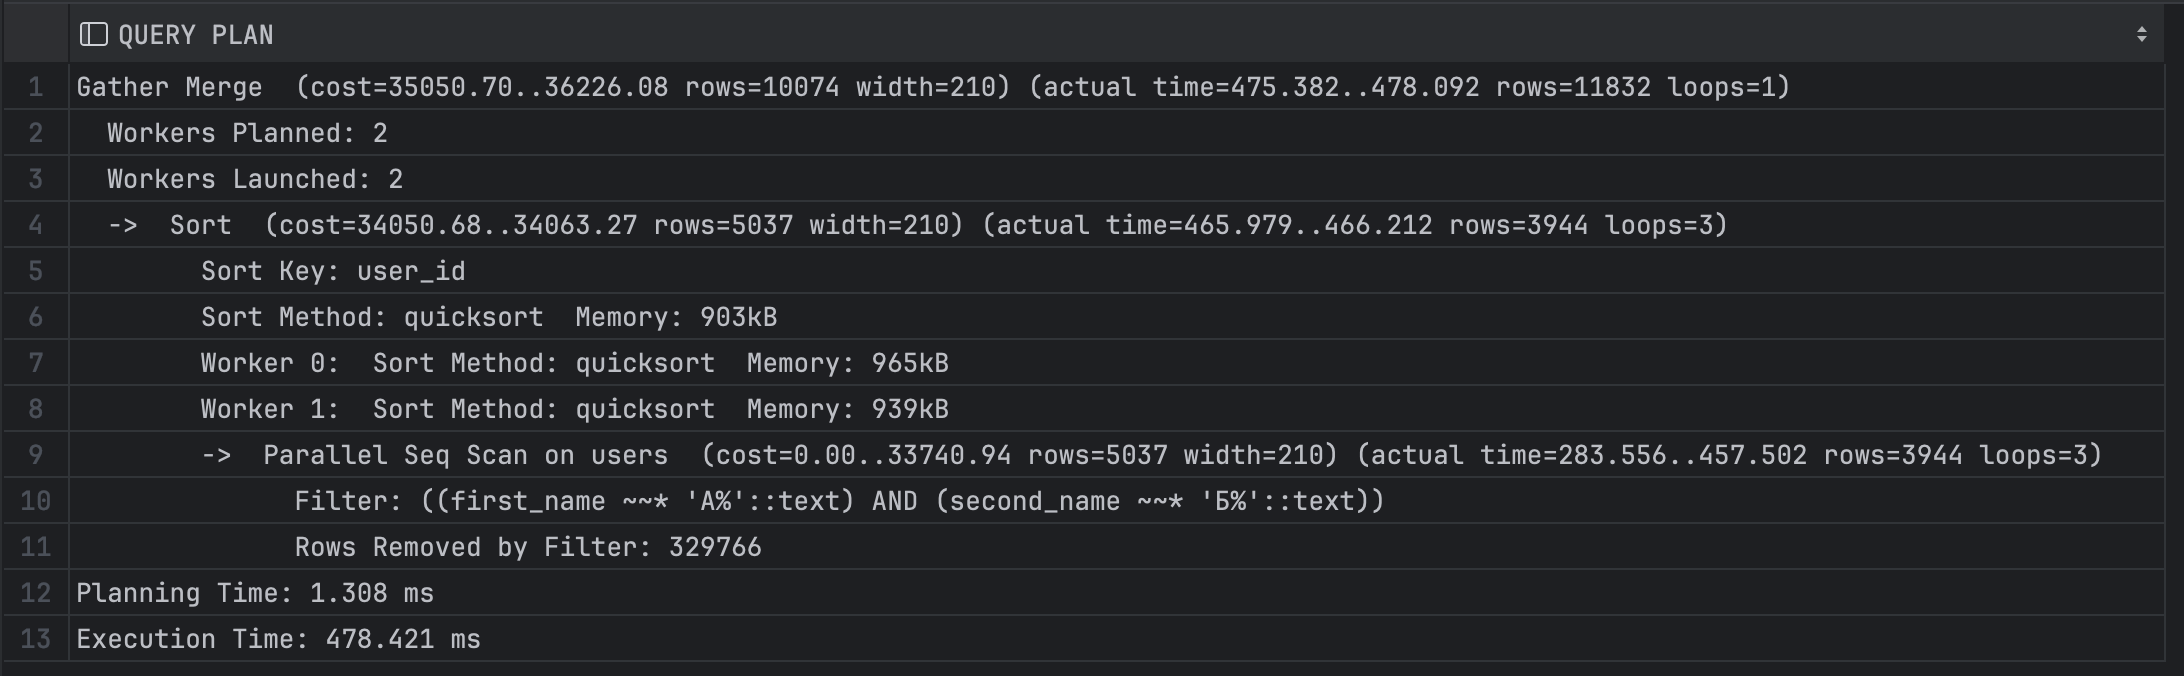 QUERY PLAN
1 Gather Merge  (cost=35050.70..36226.08 rows=10074 width=210) (actual time=475.382..478.092 rows=11832 loops=1)
2 Workers Planned: 2
3 Workers Launched: 2
4 ->  Sort  (cost=34050.68..34063.27 rows=5037 width=210) (actual time=465.979..466.212 rows=3944 loops=3)
5 Sort Key: user_id
6 Sort Method: quicksort  Memory: 903kB
7 Worker 0:  Sort Method: quicksort  Memory: 965kB
8 Worker 1:  Sort Method: quicksort  Memory: 939kB
9 ->  Parallel Seq Scan on users  (cost=0.00..33740.94 rows=5037 width=210) (actual time=283.556..457.502 rows=3944 loops=3)
10 Filter: ((first_name ~~* 'А%'::text) AND (second_name ~~* 'Б%'::text))
11 Rows Removed by Filter: 329766
12 Planning Time: 1.308 ms
13 Execution Time: 478.421 ms